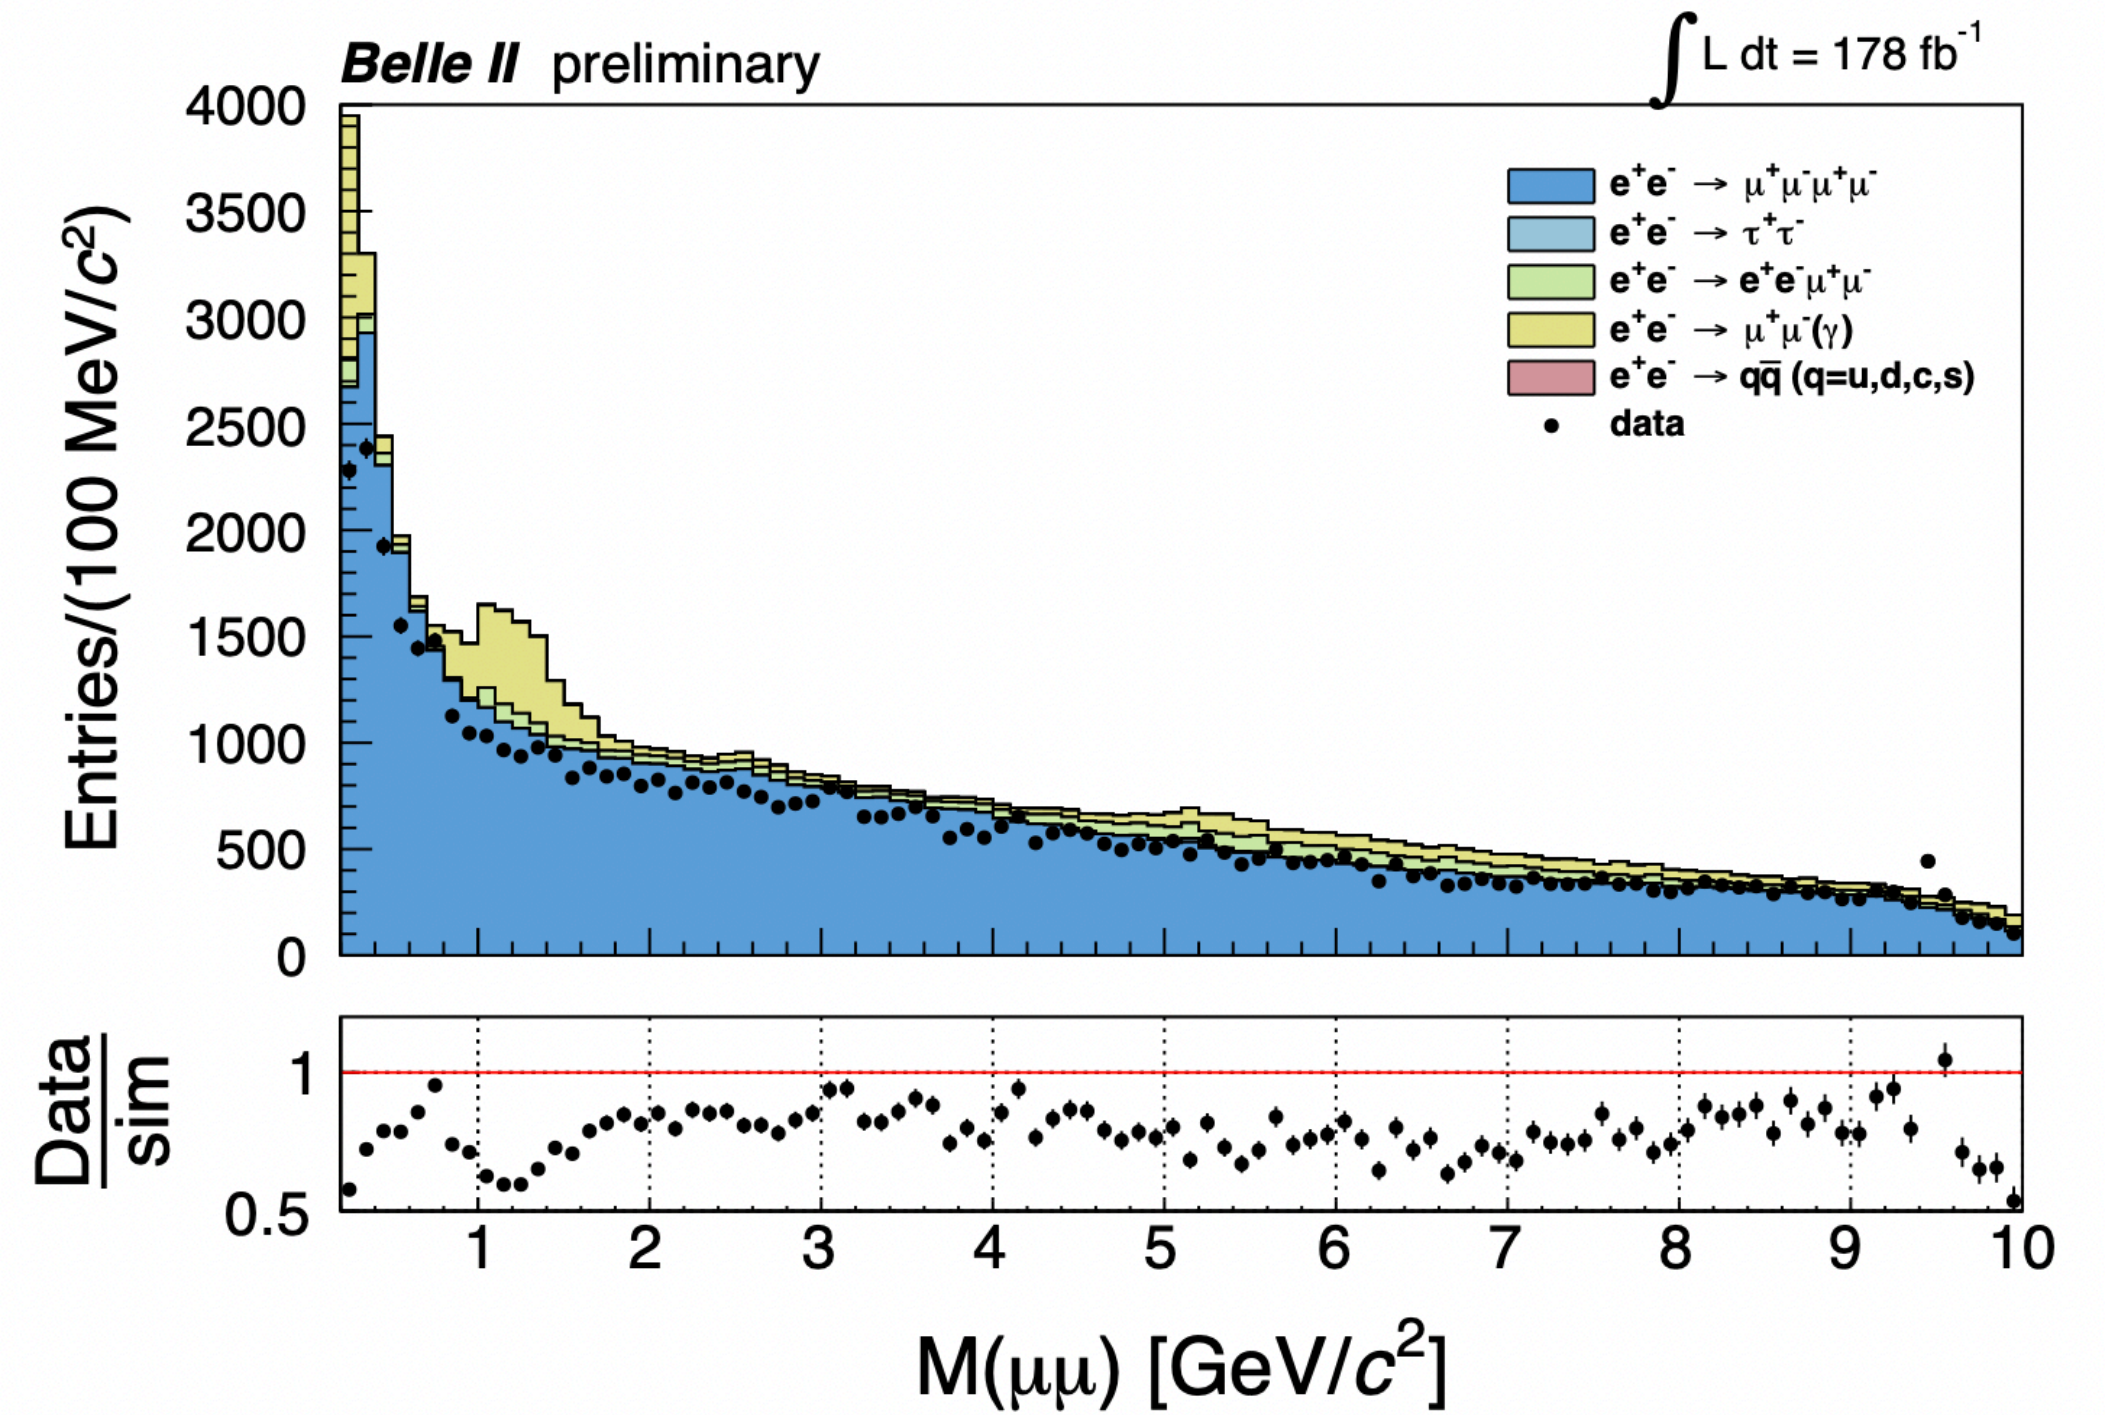 Belle II preliminary
∫ L dt = 178 fb⁻¹
Entries/(100 MeV/c²)
4000
3500
3000
2500
2000
1500
1000
500
0
e⁺e⁻ → μ⁺μ⁻μ⁺μ⁻
e⁺e⁻ → τ⁺τ⁻
e⁺e⁻ → e⁺e⁻μ⁺μ⁻
e⁺e⁻ → μ⁺μ⁻(γ)
e⁺e⁻ → qq̅ (q=u,d,c,s)
data
Data
sim
1
0.5
1 2 3 4 5 6 7 8 9 10
M(μμ) [GeV/c²]